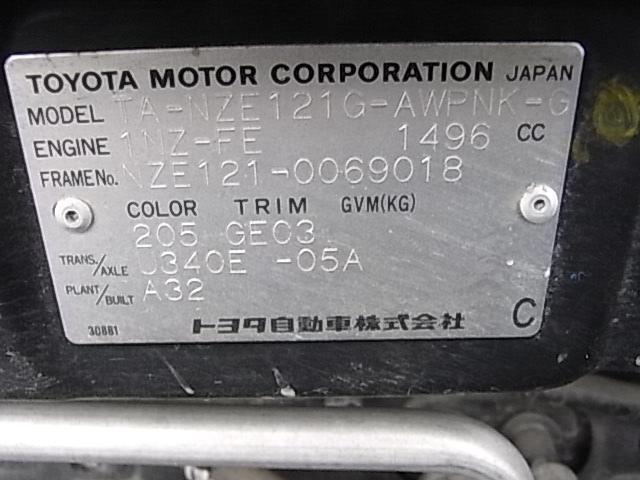 TOYOTA MOTOR CORPORATION JAPAN
MODEL TA-NZE121G-AWPNK-G
ENGINE 1NZ-FE 1496 CC
FRAME No. NZE121-0069018
COLOR TRIM GVM(KG)
205 GE03
TRANS./AXLE U340E -05A
PLANT/BUILT A32
30881 トヨタ自動車株式会社 C